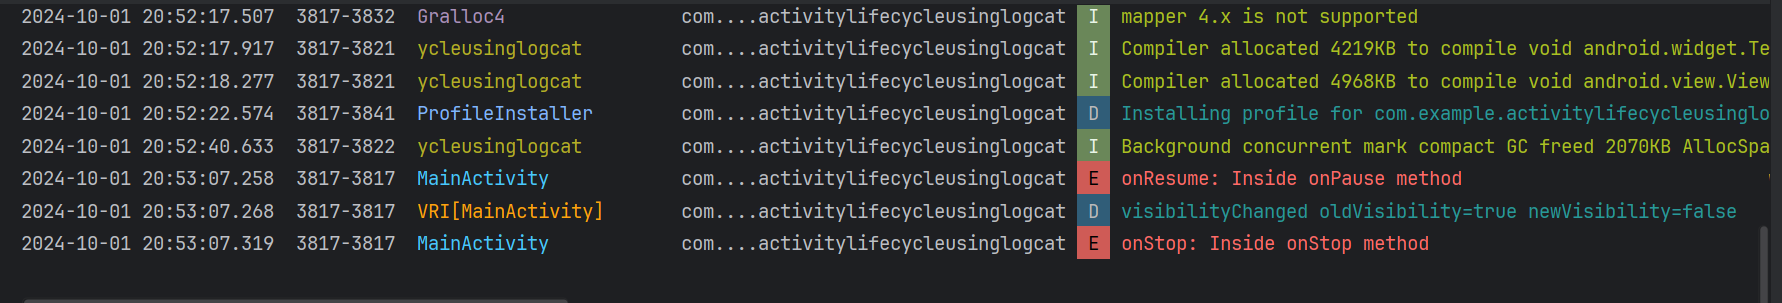 2024-10-01 20:52:17.507 3817-3832 Gralloc4 com....activitylifecycleusinglogcat I mapper 4.x is not supported
2024-10-01 20:52:17.917 3817-3821 ycleusinglogcat com....activitylifecycleusinglogcat I Compiler allocated 4219KB to compile void android.widget.Te
2024-10-01 20:52:18.277 3817-3821 ycleusinglogcat com....activitylifecycleusinglogcat I Compiler allocated 4968KB to compile void android.view.View
2024-10-01 20:52:22.574 3817-3841 ProfileInstaller com....activitylifecycleusinglogcat D Installing profile for com.example.activitylifecycleusinglo
2024-10-01 20:52:40.633 3817-3822 ycleusinglogcat com....activitylifecycleusinglogcat I Background concurrent mark compact GC freed 2070KB AllocSpa
2024-10-01 20:53:07.258 3817-3817 MainActivity com....activitylifecycleusinglogcat E onResume: Inside onPause method
2024-10-01 20:53:07.268 3817-3817 VRI[MainActivity] com....activitylifecycleusinglogcat D visibilityChanged oldVisibility=true newVisibility=false
2024-10-01 20:53:07.319 3817-3817 MainActivity com....activitylifecycleusinglogcat E onStop: Inside onStop method